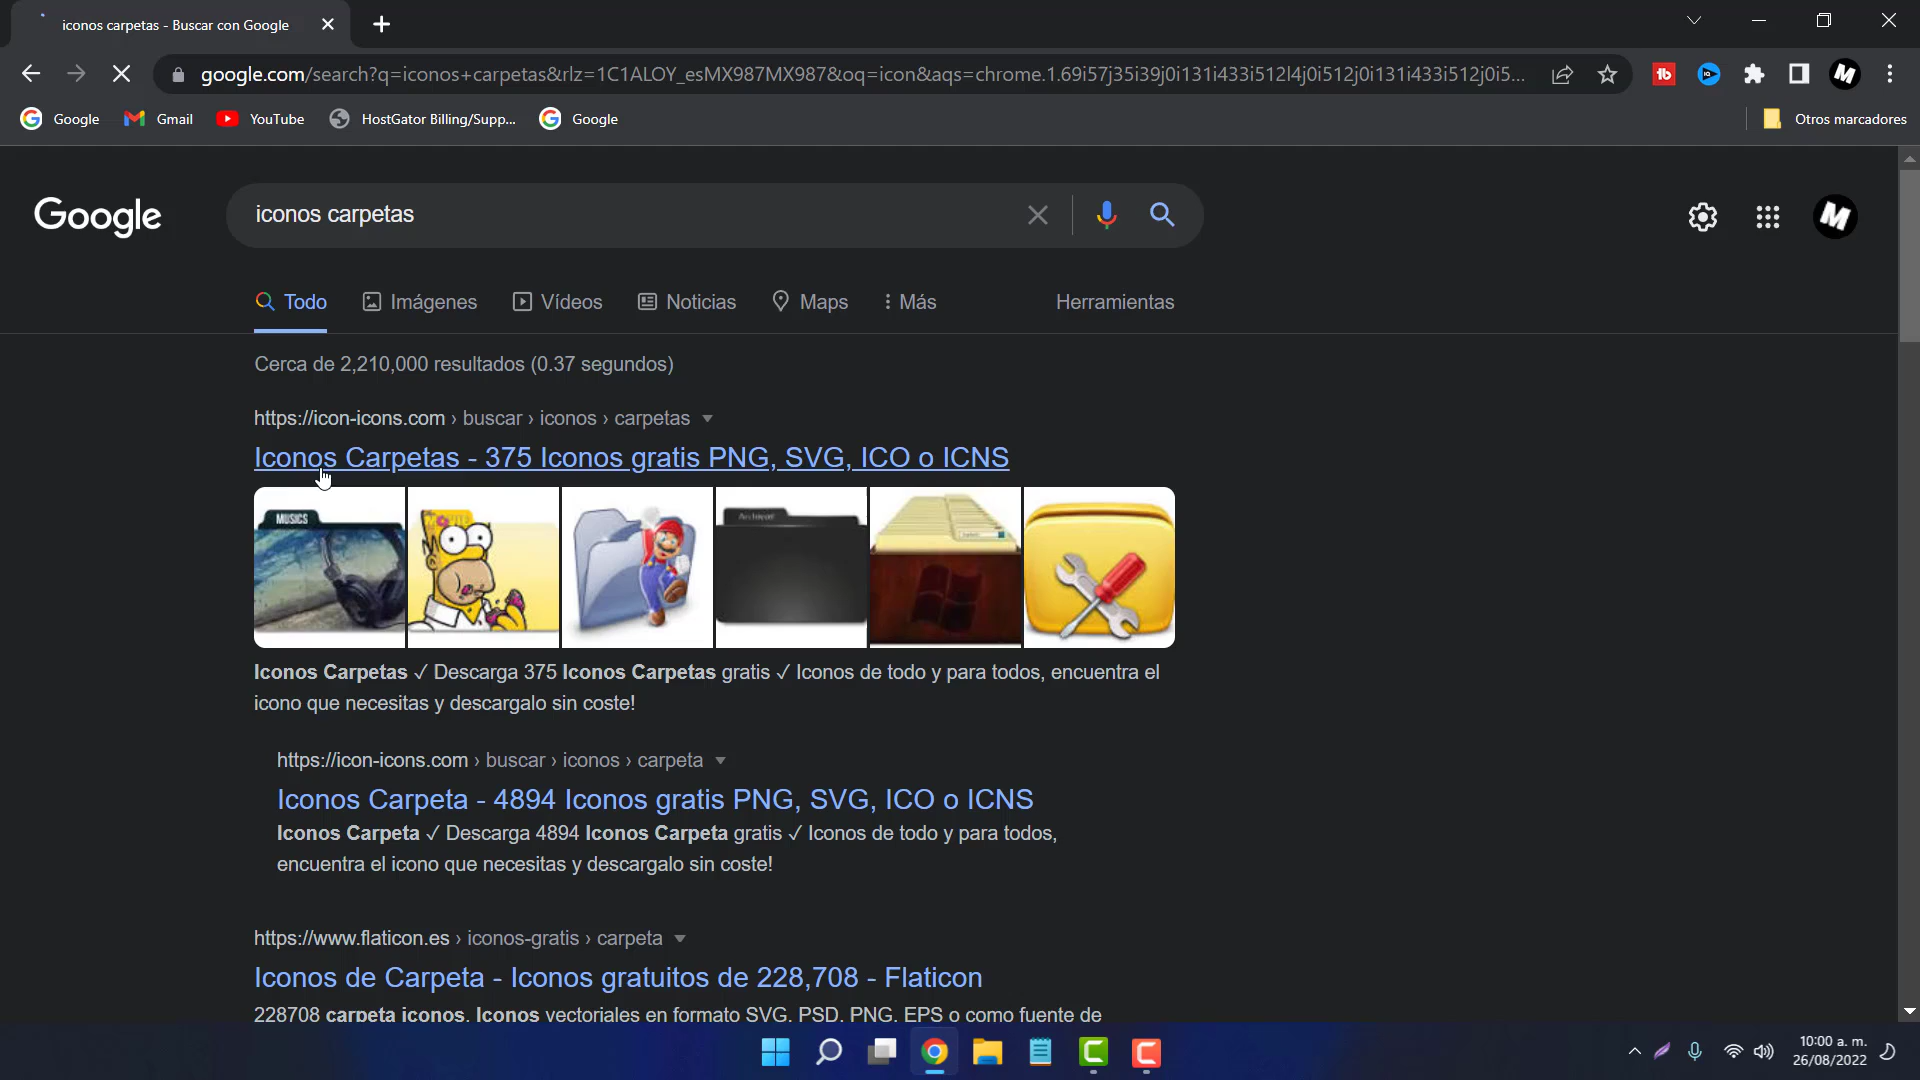 iconos carpetas - Buscar con Google
google.com/search?q=iconos+carpetas&rlz=1C1ALOY_esMX987MX987&oq=icon&aqs=chrome.1.69i57j35i39j0i131i433i512l4j0i512j0i131i433i512j0i5...
Google
Gmail
YouTube
HostGator Billing/Supp...
Google
Otros marcadores
Google
iconos carpetas
Todo
Imágenes
Vídeos
Noticias
Maps
Más
Herramientas
Cerca de 2,210,000 resultados (0.37 segundos)
https://icon-icons.com › buscar › iconos › carpetas
Iconos Carpetas - 375 Iconos gratis PNG, SVG, ICO o ICNS
MUSICS
Iconos Carpetas ✓ Descarga 375 Iconos Carpetas gratis ✓ Iconos de todo y para todos, encuentra el
icono que necesitas y descargalo sin coste!
https://icon-icons.com › buscar › iconos › carpeta
Iconos Carpeta - 4894 Iconos gratis PNG, SVG, ICO o ICNS
Iconos Carpeta ✓ Descarga 4894 Iconos Carpeta gratis ✓ Iconos de todo y para todos,
encuentra el icono que necesitas y descargalo sin coste!
https://www.flaticon.es › iconos-gratis › carpeta
Iconos de Carpeta - Iconos gratuitos de 228,708 - Flaticon
228708 carpeta iconos. Iconos vectoriales en formato SVG, PSD, PNG, EPS o como fuente de
10:00 a. m.
26/08/2022